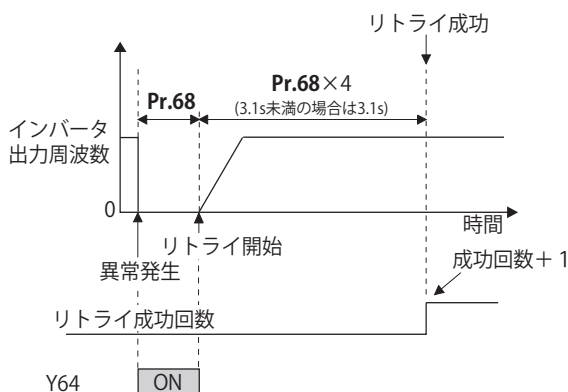 リトライ成功
Pr.68×4
(3.1s未満の場合は3.1s)
Pr.68
インバータ
出力周波数
0
時間
リトライ開始
異常発生
成功回数+1
リトライ成功回数
Y64
ON